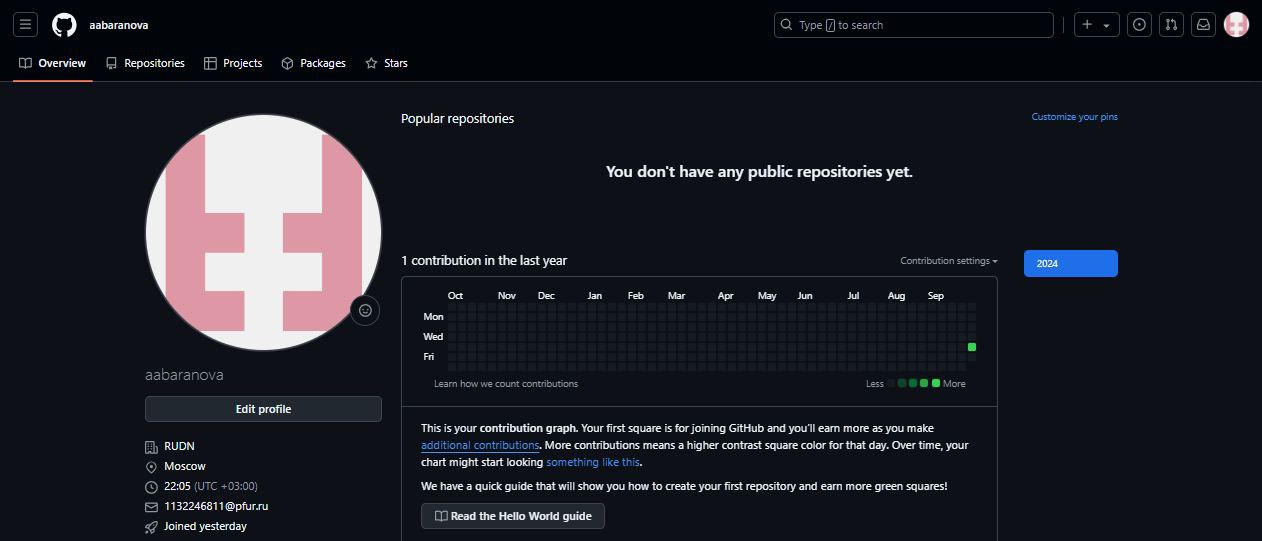 aabaranova
Type / to search
Overview
Repositories
Projects
Packages
Stars
Popular repositories
Customize your pins
You don't have any public repositories yet.
1 contribution in the last year
Contribution settings
2024
Oct Nov Dec Jan Feb Mar Apr May Jun Jul Aug Sep
Mon
Wed
Fri
Learn how we count contributions
Less
More
aabaranova
Edit profile
RUDN
Moscow
22:05 (UTC +03:00)
1132246811@pfur.ru
Joined yesterday
This is your contribution graph. Your first square is for joining GitHub and you'll earn more as you make
additional contributions. More contributions means a higher contrast square color for that day. Over time, your
chart might start looking something like this.
We have a quick guide that will show you how to create your first repository and earn more green squares!
Read the Hello World guide